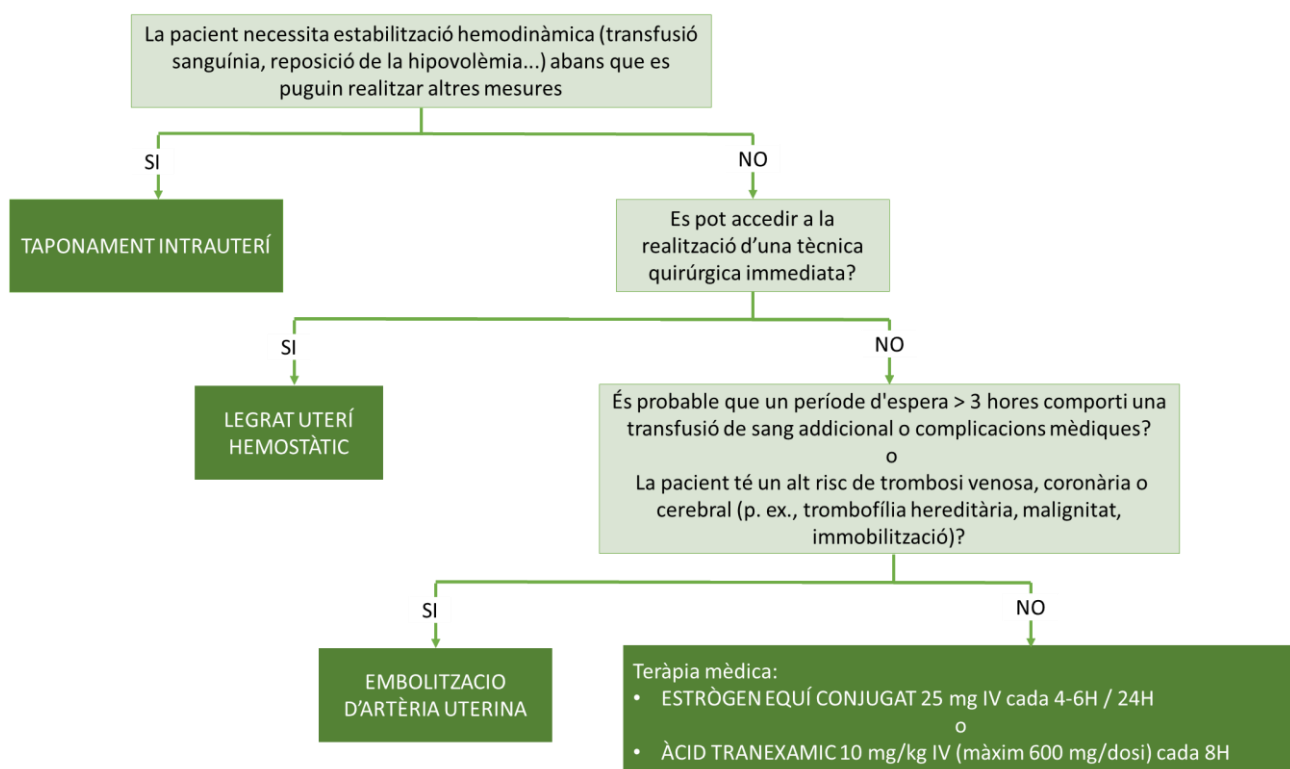 La pacient necessita estabilització hemodinàmica (transfusió
sanguínia, reposició de la hipovolèmia...) abans que es
puguin realitzar altres mesures
SI
NO
TAPONAMENT INTRAUTERÍ
Es pot accedir a la
realització d'una tècnica
quirúrgica immediata?
SI
NO
LEGRAT UTERÍ
HEMOSTÀTIC
És probable que un període d'espera > 3 hores comporti una
transfusió de sang addicional o complicacions mèdiques?
o
La pacient té un alt risc de trombosi venosa, coronària o
cerebral (p. ex., trombofília hereditària, malignitat,
immobilització)?
SI
NO
EMBOLITZACIO
D'ARTÈRIA UTERINA
Teràpia mèdica:
• ESTRÒGEN EQUÍ CONJUGAT 25 mg IV cada 4-6H / 24H
o
• ÀCID TRANEXAMIC 10 mg/kg IV (màxim 600 mg/dosi) cada 8H